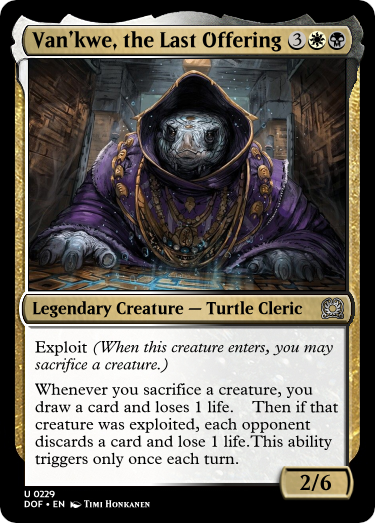 Van'kwe, the Last Offering 3
Legendary Creature — Turtle Cleric
Exploit (When this creature enters, you may
sacrifice a creature.)
Whenever you sacrifice a creature, you
draw a card and loses 1 life. Then if that
creature was exploited, each opponent
discards a card and lose 1 life.This ability
triggers only once each turn.
2/6
U 0229
DOF • EN Timi Honkanen